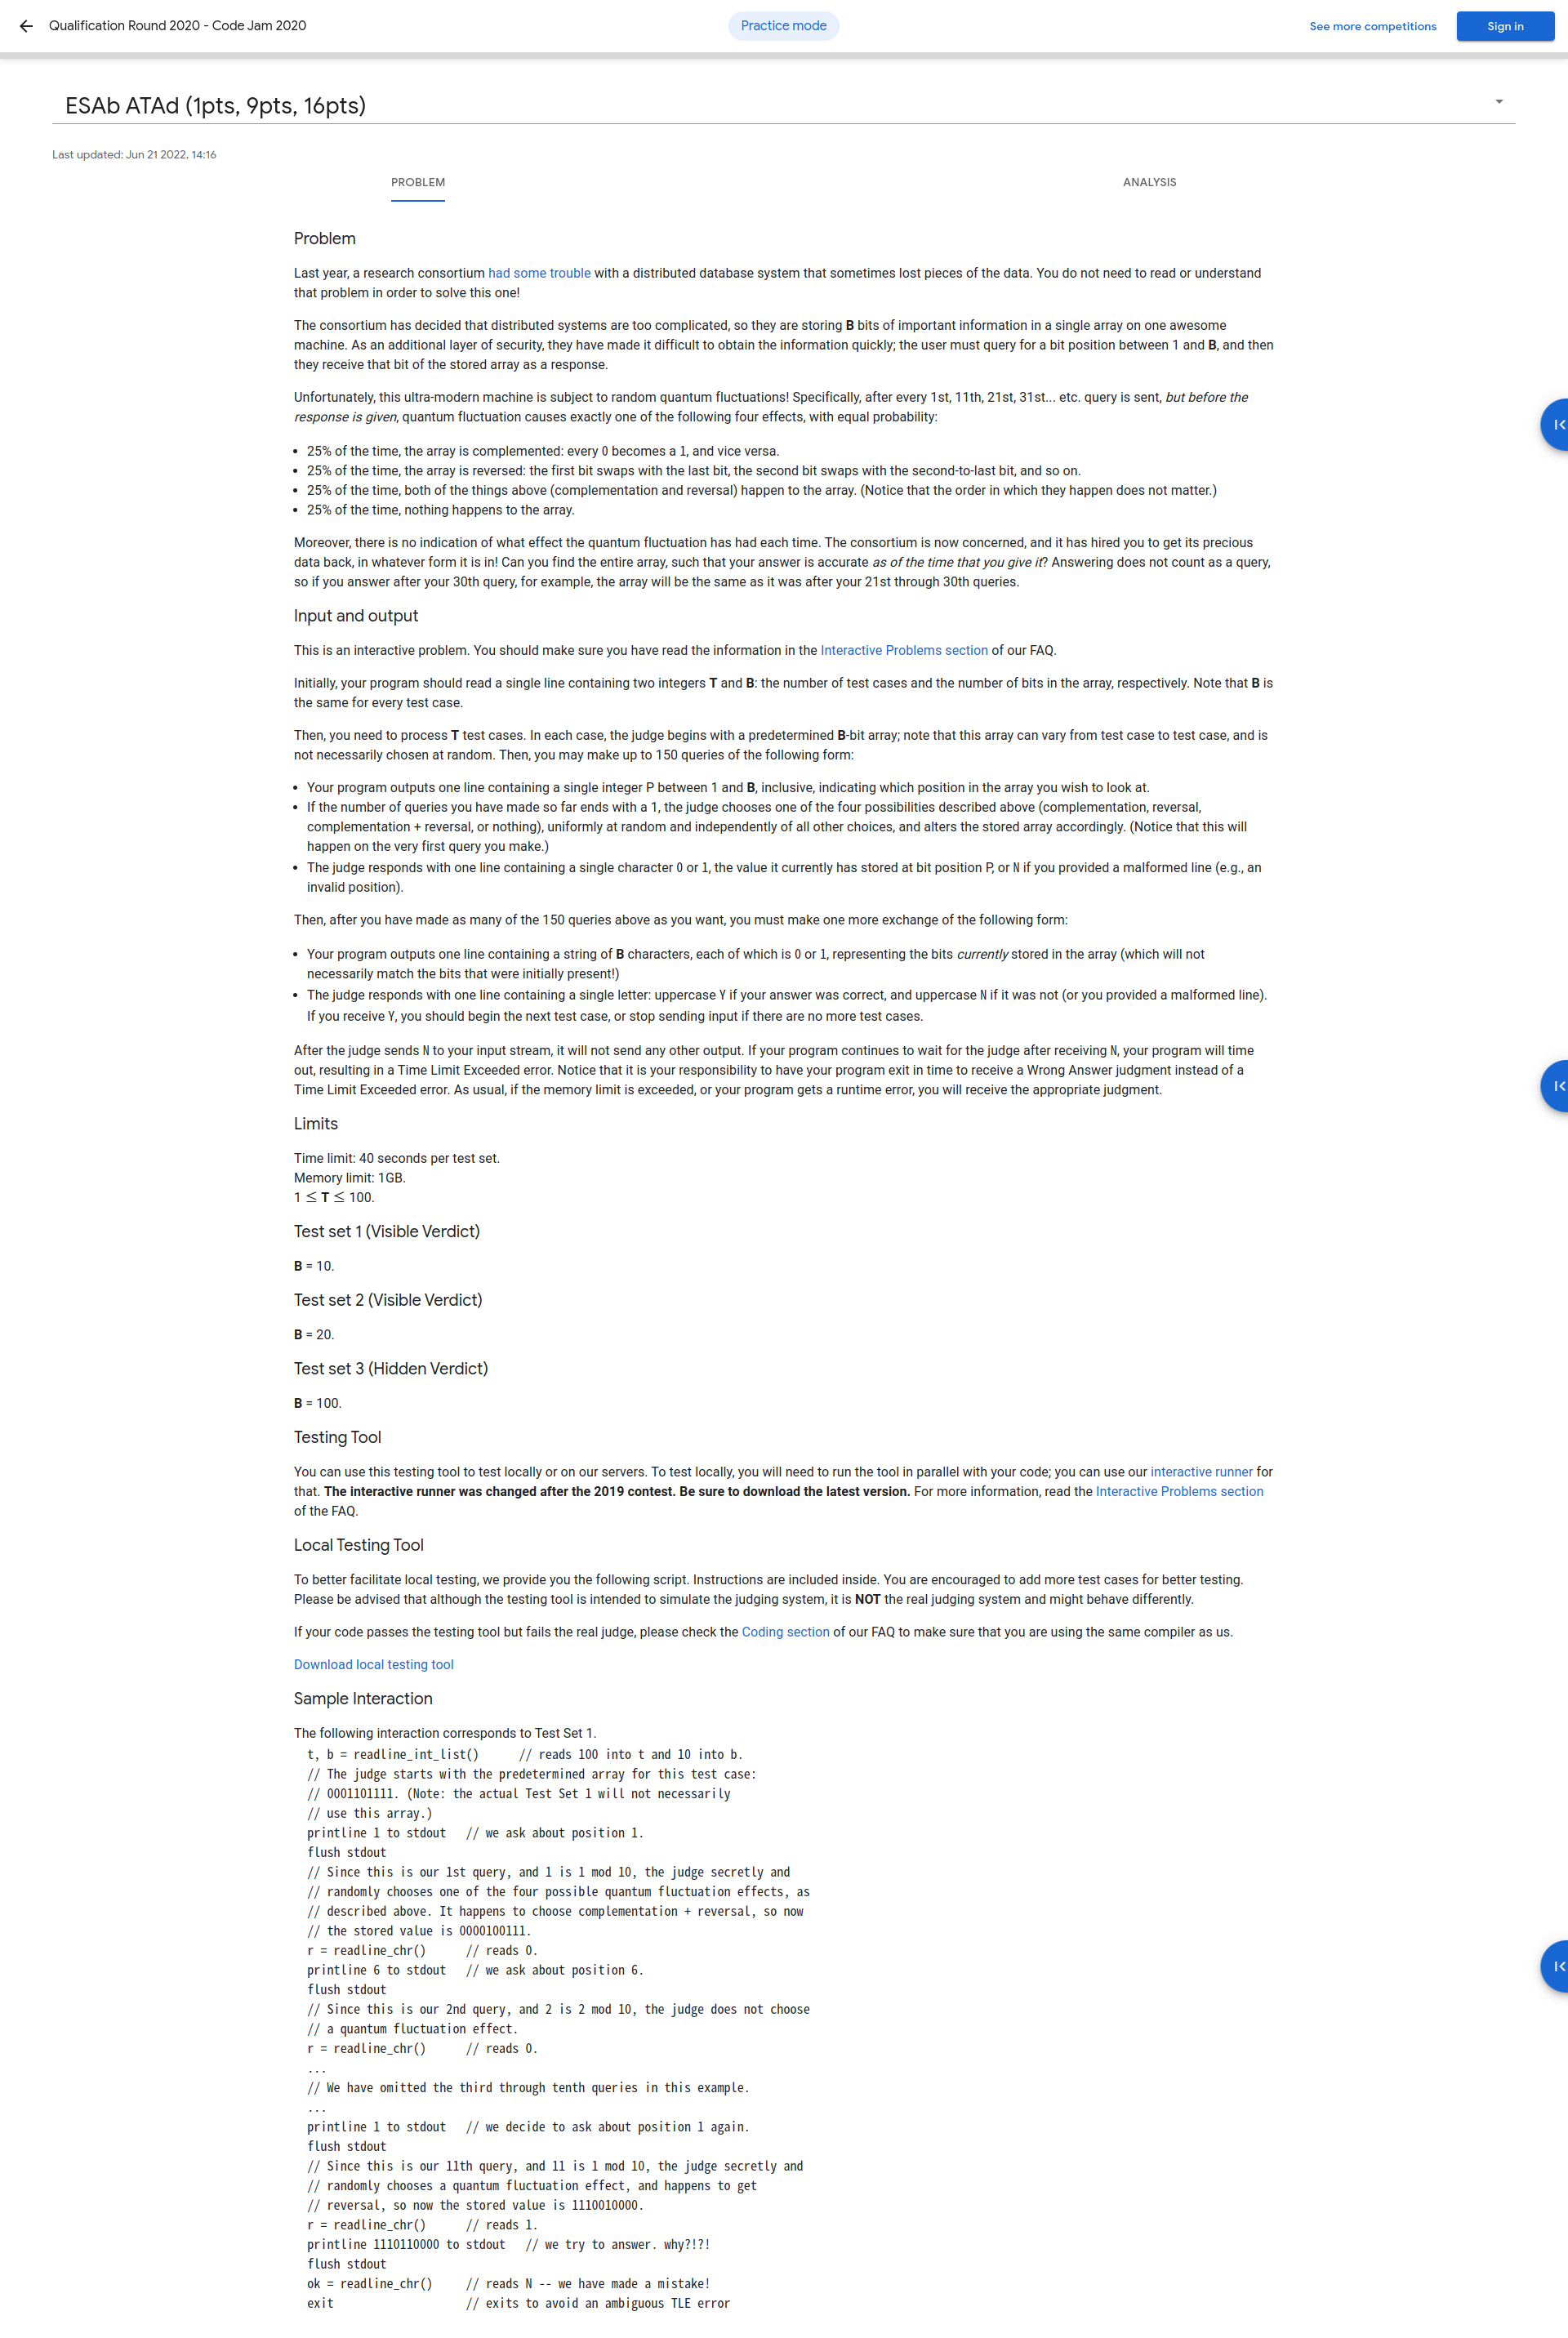 Qualification Round 2020 - Code Jam 2020
Practice mode
See more competitions
Sign in
ESAb ATAd (1pts, 9pts, 16pts)
Last updated: Jun 21 2022, 14:16
PROBLEM
ANALYSIS
Problem
Last year, a research consortium had some trouble with a distributed database system that sometimes lost pieces of the data. You do not need to read or understand
that problem in order to solve this one!
The consortium has decided that distributed systems are too complicated, so they are storing B bits of important information in a single array on one awesome
machine. As an additional layer of security, they have made it difficult to obtain the information quickly; the user must query for a bit position between 1 and B, and then
they receive that bit of the stored array as a response.
Unfortunately, this ultra-modern machine is subject to random quantum fluctuations! Specifically, after every 1st, 11th, 21st, 31st... etc. query is sent, but before the
response is given, quantum fluctuation causes exactly one of the following four effects, with equal probability:
• 25% of the time, the array is complemented: every 0 becomes a 1, and vice versa.
• 25% of the time, the array is reversed: the first bit swaps with the last bit, the second bit swaps with the second-to-last bit, and so on.
• 25% of the time, both of the things above (complementation and reversal) happen to the array. (Notice that the order in which they happen does not matter.)
• 25% of the time, nothing happens to the array.
Moreover, there is no indication of what effect the quantum fluctuation has had each time. The consortium is now concerned, and it has hired you to get its precious
data back, in whatever form it is in! Can you find the entire array, such that your answer is accurate as of the time that you give it? Answering does not count as a query,
so if you answer after your 30th query, for example, the array will be the same as it was after your 21st through 30th queries.
Input and output
This is an interactive problem. You should make sure you have read the information in the Interactive Problems section of our FAQ.
Initially, your program should read a single line containing two integers T and B: the number of test cases and the number of bits in the array, respectively. Note that B is
the same for every test case.
Then, you need to process T test cases. In each case, the judge begins with a predetermined B-bit array; note that this array can vary from test case to test case, and is
not necessarily chosen at random. Then, you may make up to 150 queries of the following form:
• Your program outputs one line containing a single integer P between 1 and B, inclusive, indicating which position in the array you wish to look at.
• If the number of queries you have made so far ends with a 1, the judge chooses one of the four possibilities described above (complementation, reversal,
complementation + reversal, or nothing), uniformly at random and independently of all other choices, and alters the stored array accordingly. (Notice that this will
happen on the very first query you make.)
• The judge responds with one line containing a single character 0 or 1, the value it currently has stored at bit position P, or N if you provided a malformed line (e.g., an
invalid position).
Then, after you have made as many of the 150 queries above as you want, you must make one more exchange of the following form:
• Your program outputs one line containing a string of B characters, each of which is 0 or 1, representing the bits currently stored in the array (which will not
necessarily match the bits that were initially present!)
• The judge responds with one line containing a single letter: uppercase Y if your answer was correct, and uppercase N if it was not (or you provided a malformed line).
If you receive Y, you should begin the next test case, or stop sending input if there are no more test cases.
After the judge sends N to your input stream, it will not send any other output. If your program continues to wait for the judge after receiving N, your program will time
out, resulting in a Time Limit Exceeded error. Notice that it is your responsibility to have your program exit in time to receive a Wrong Answer judgment instead of a
Time Limit Exceeded error. As usual, if the memory limit is exceeded, or your program gets a runtime error, you will receive the appropriate judgment.
Limits
Time limit: 40 seconds per test set.
Memory limit: 1GB.
1 ≤ T ≤ 100.
Test set 1 (Visible Verdict)
B = 10.
Test set 2 (Visible Verdict)
B = 20.
Test set 3 (Hidden Verdict)
B = 100.
Testing Tool
You can use this testing tool to test locally or on our servers. To test locally, you will need to run the tool in parallel with your code; you can use our interactive runner for
that. The interactive runner was changed after the 2019 contest. Be sure to download the latest version. For more information, read the Interactive Problems section
of the FAQ.
Local Testing Tool
To better facilitate local testing, we provide you the following script. Instructions are included inside. You are encouraged to add more test cases for better testing.
Please be advised that although the testing tool is intended to simulate the judging system, it is NOT the real judging system and might behave differently.
If your code passes the testing tool but fails the real judge, please check the Coding section of our FAQ to make sure that you are using the same compiler as us.
Download local testing tool
Sample Interaction
The following interaction corresponds to Test Set 1.
t, b = readline_int_list()      // reads 100 into t and 10 into b.
// The judge starts with the predetermined array for this test case:
// 0001101111. (Note: the actual Test Set 1 will not necessarily
// use this array.)
printline 1 to stdout   // we ask about position 1.
flush stdout
// Since this is our 1st query, and 1 is 1 mod 10, the judge secretly and
// randomly chooses one of the four possible quantum fluctuation effects, as
// described above. It happens to choose complementation + reversal, so now
// the stored value is 0000100111.
r = readline_chr()      // reads 0.
printline 6 to stdout   // we ask about position 6.
flush stdout
// Since this is our 2nd query, and 2 is 2 mod 10, the judge does not choose
// a quantum fluctuation effect.
r = readline_chr()      // reads 0.
...
// We have omitted the third through tenth queries in this example.
...
printline 1 to stdout   // we decide to ask about position 1 again.
flush stdout
// Since this is our 11th query, and 11 is 1 mod 10, the judge secretly and
// randomly chooses a quantum fluctuation effect, and happens to get
// reversal, so now the stored value is 1110010000.
r = readline_chr()      // reads 1.
printline 1110110000 to stdout   // we try to answer. why?!?!
flush stdout
ok = readline_chr()     // reads N -- we have made a mistake!
exit                    // exits to avoid an ambiguous TLE error